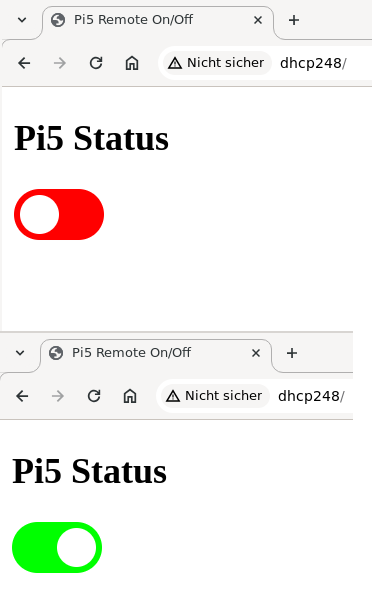 Pi5 Remote On/Off
Nicht sicher dhcp248/
Pi5 Status
Pi5 Remote On/Off
Nicht sicher dhcp248/
Pi5 Status